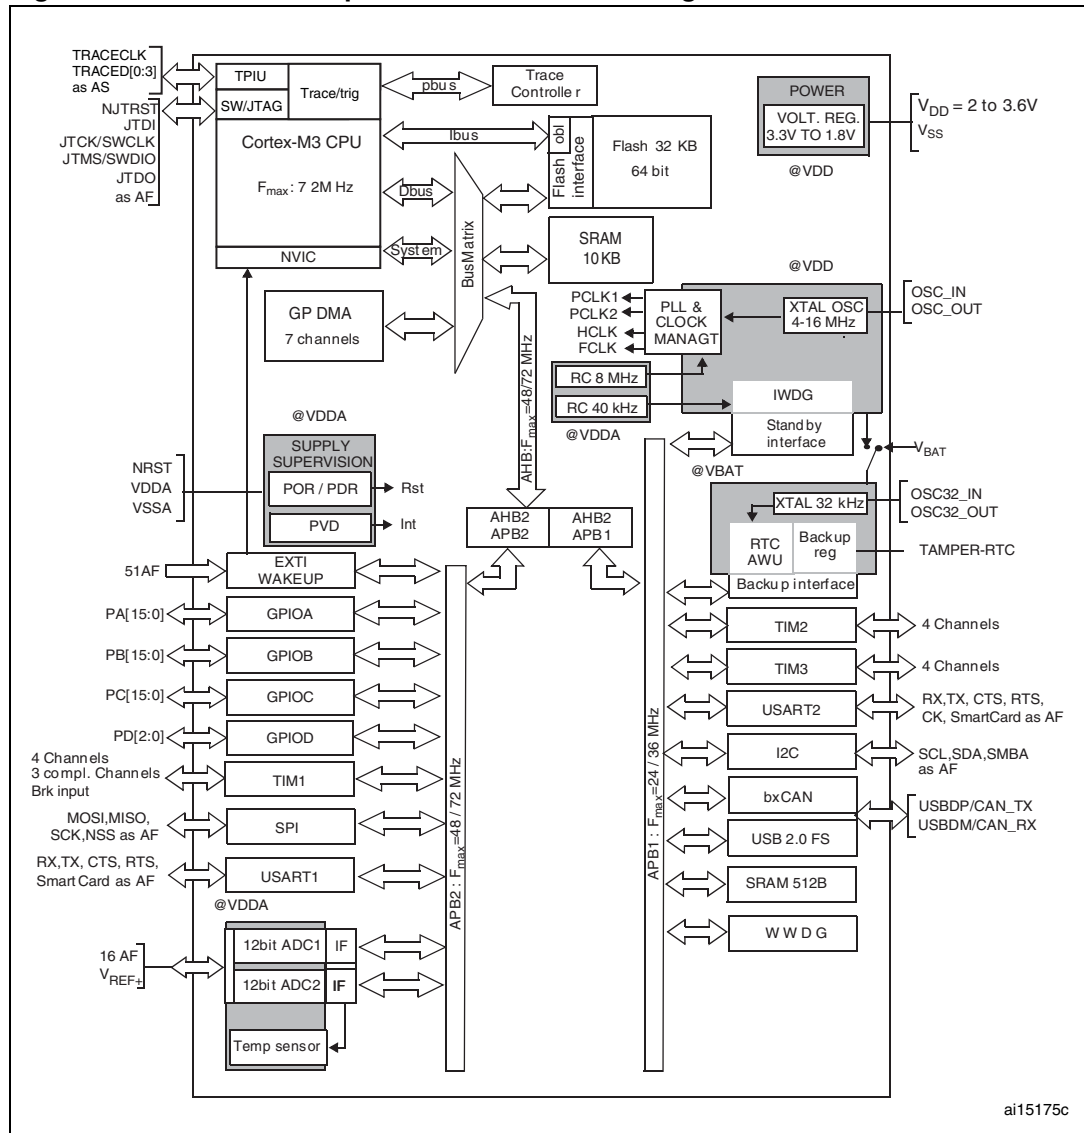 TRACECLK
TRACED[0:3]
as AS
NJTRST
JTDI
JTCK/SWCLK
JTMS/SWDIO
JTDO
as AF
TPIU
SW/JTAG
Trace/trig
Cortex-M3 CPU
Fmax: 7 2M Hz
NVIC
pbus
Trace
Controller
Ibus
Dbus
System
BusMatrix
Flash obl
interface
Flash 32 KB
64 bit
SRAM
10KB
POWER
VOLT. REG.
3.3V TO 1.8V
@VDD
VDD = 2 to 3.6V
VSS
GP DMA
7 channels
AHB:Fmax=48/72 MHz
PCLK1
PCLK2
HCLK
FCLK
PLL &
CLOCK
MANAGT
@VDD
XTAL OSC
4-16 MHz
OSC_IN
OSC_OUT
RC 8 MHz
RC 40 kHz
@VDDA
IWDG
Standby
interface
VBAT
@VBAT
XTAL 32 kHz
OSC32_IN
OSC32_OUT
RTC
AWU
Backup
reg
TAMPER-RTC
Backup interface
@VDDA
SUPPLY
SUPERVISION
POR / PDR
Rst
PVD
Int
NRST
VDDA
VSSA
AHB2
APB2
AHB2
APB1
51AF
EXTI
WAKEUP
PA[15:0]
GPIOA
PB[15:0]
GPIOB
PC[15:0]
GPIOC
PD[2:0]
GPIOD
4 Channels
3 compl. Channels
Brk input
TIM1
MOSI,MISO,
SCK,NSS as AF
SPI
RX,TX, CTS, RTS,
SmartCard as AF
USART1
@VDDA
16 AF
VREF+
12bit ADC1
IF
12bit ADC2
IF
Temp sensor
APB2 : Fmax=48 / 72 MHz
APB1 : Fmax=24 / 36 MHz
TIM2
4 Channels
TIM3
4 Channels
USART2
RX,TX, CTS, RTS,
CK, SmartCard as AF
I2C
SCL,SDA,SMBA
as AF
bxCAN
USBDP/CAN_TX
USBDM/CAN_RX
USB 2.0 FS
SRAM 512B
W W D G
ai15175c